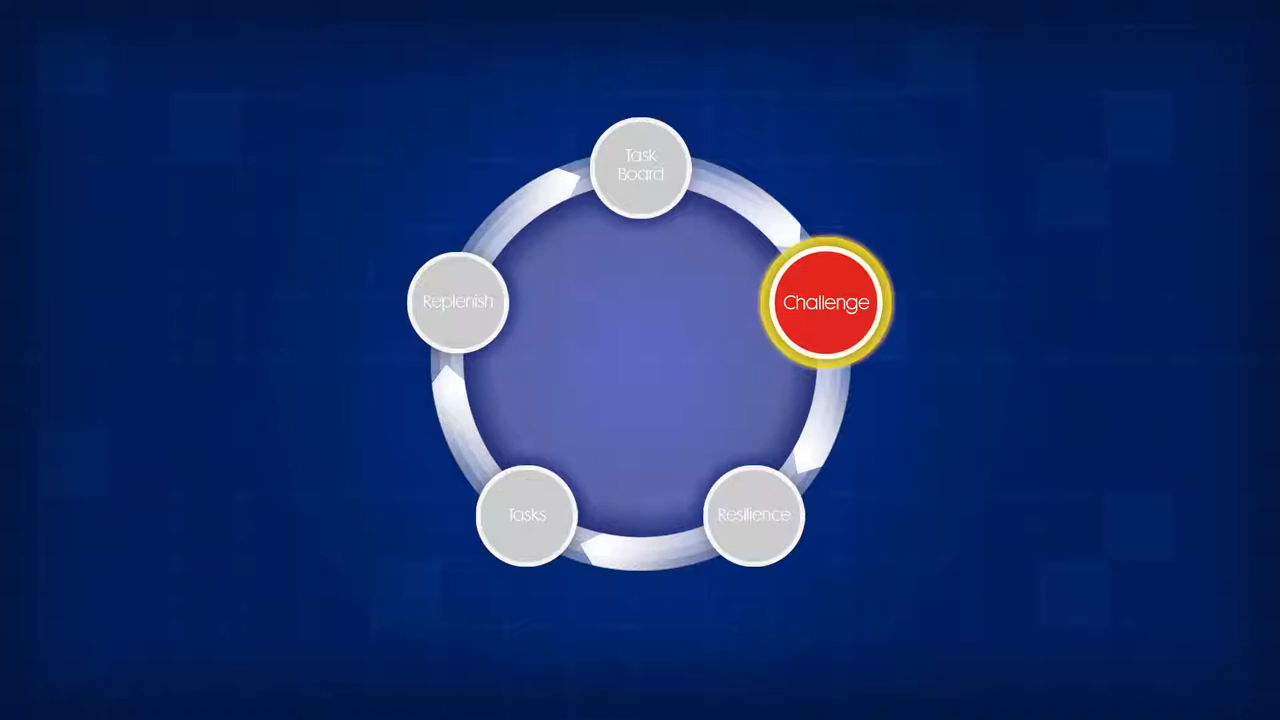 Task
Board
Challenge
Replenish
Tasks
Resilience